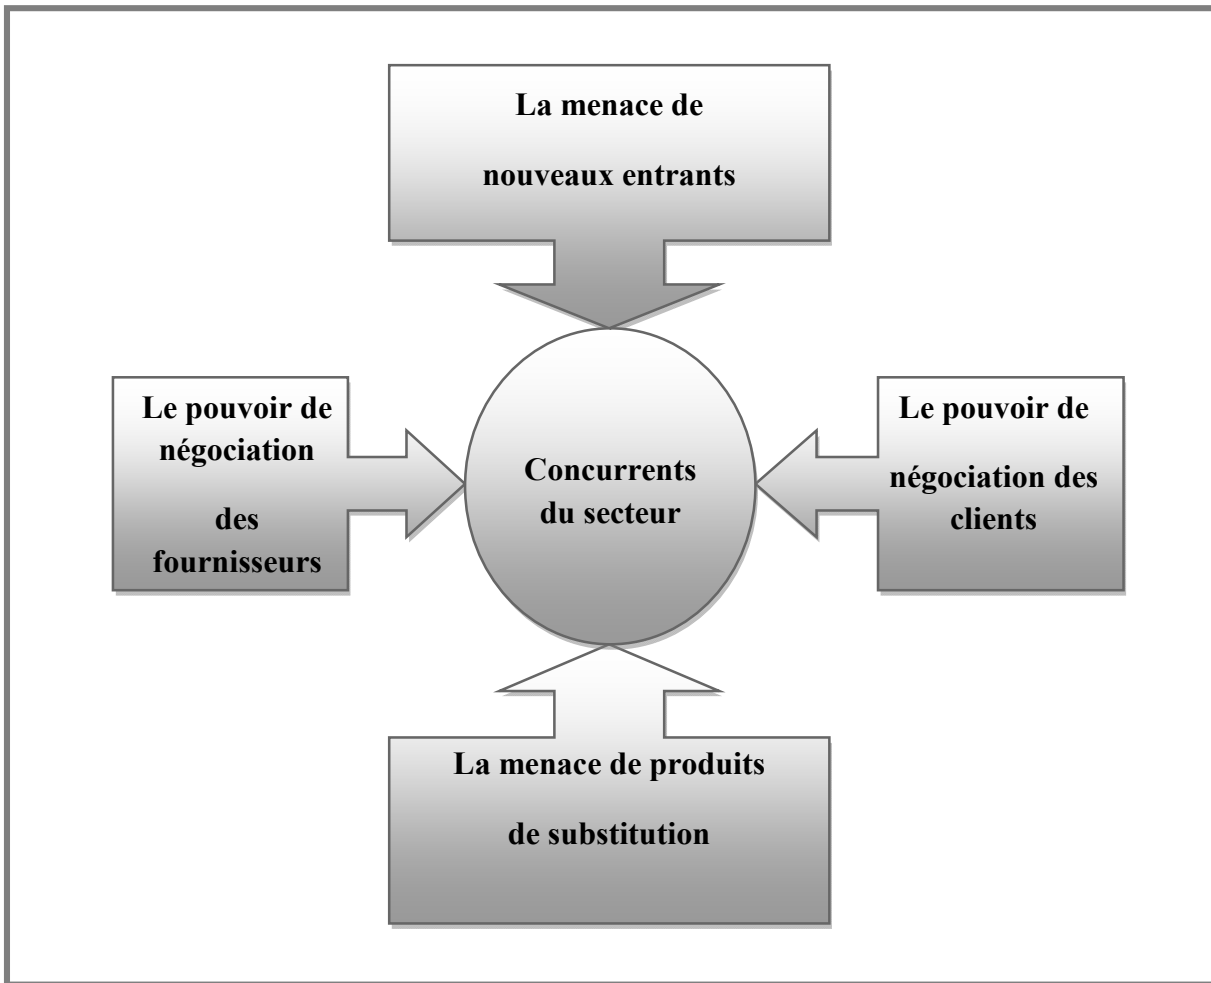 La menace de
nouveaux entrants
Le pouvoir de
négociation
des
fournisseurs
Concurrents
du secteur
Le pouvoir de
négociation des
clients
La menace de produits
de substitution